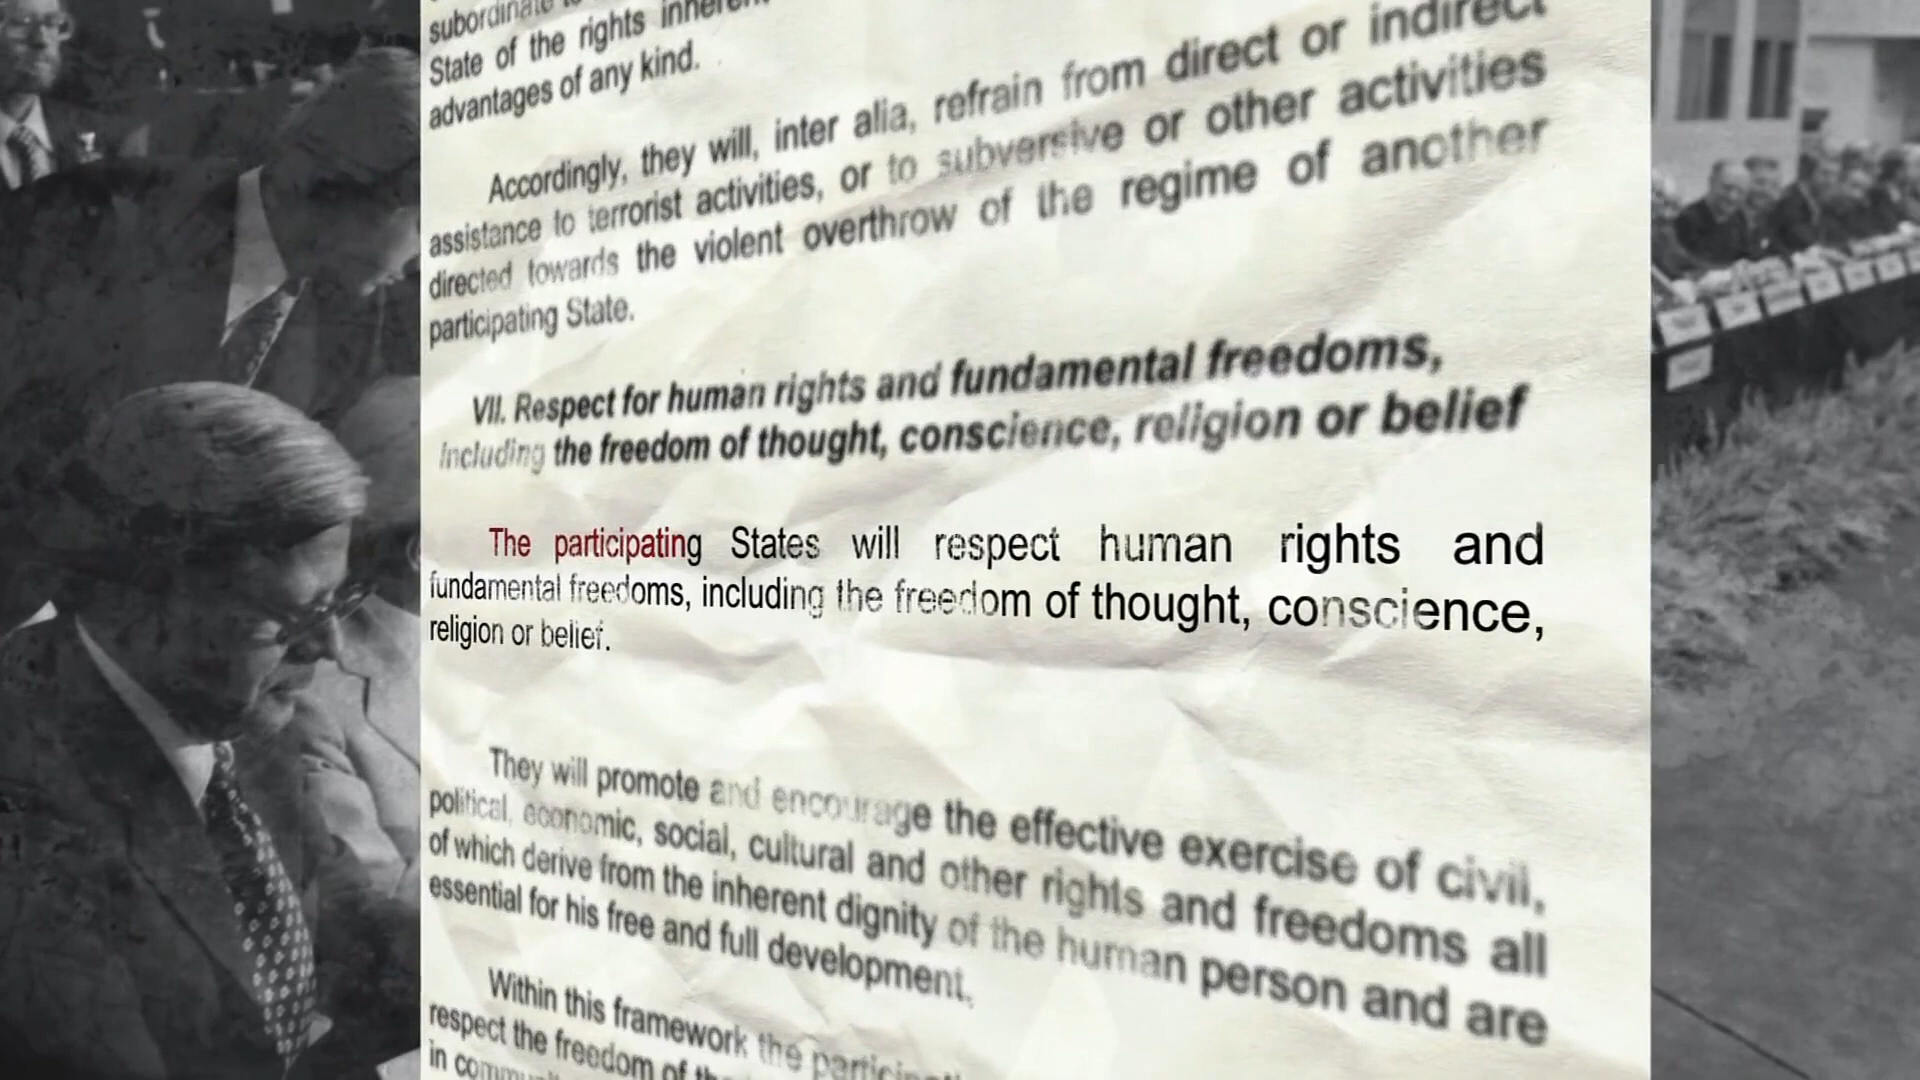 subordinate to
State of the rights inherent
advantages of any kind.
Accordingly, they will, inter alia, refrain from direct or indirect
assistance to terrorist activities, or to subversive or other activities
directed towards the violent overthrow of the regime of another
participating State.
VII. Respect for human rights and fundamental freedoms,
including the freedom of thought, conscience, religion or belief
The participating States will respect human rights and
fundamental freedoms, including the freedom of thought, conscience,
religion or belief.
They will promote and encourage the effective exercise of civil,
political, economic, social, cultural and other rights and freedoms all
of which derive from the inherent dignity of the human person and are
essential for his free and full development.
Within this framework the
respect the freedom of
in